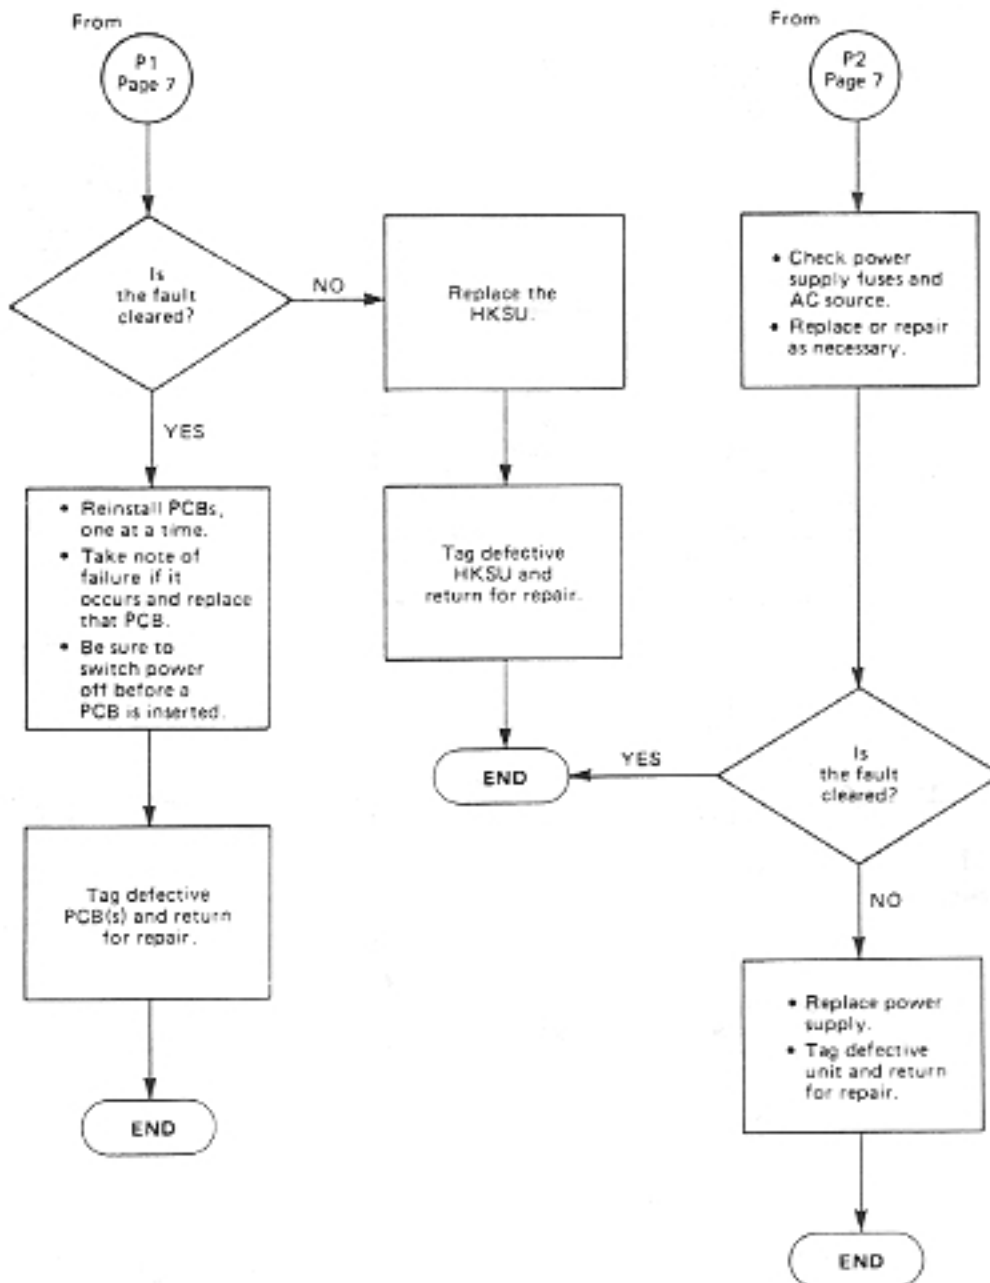 From
P1
Page 7
Is
the fault
cleared?
NO
Replace the
HKSU.
YES
• Reinstall PCBs,
one at a time.
• Take note of
failure if it
occurs and replace
that PCB.
• Be sure to
switch power
off before a
PCB is inserted.
Tag defective
HKSU and
return for repair.
END
Tag defective
PCB(s) and return
for repair.
END
From
P2
Page 7
• Check power
supply fuses and
AC source.
• Replace or repair
as necessary.
Is
the fault
cleared?
YES
NO
• Replace power
supply.
• Tag defective
unit and return
for repair.
END